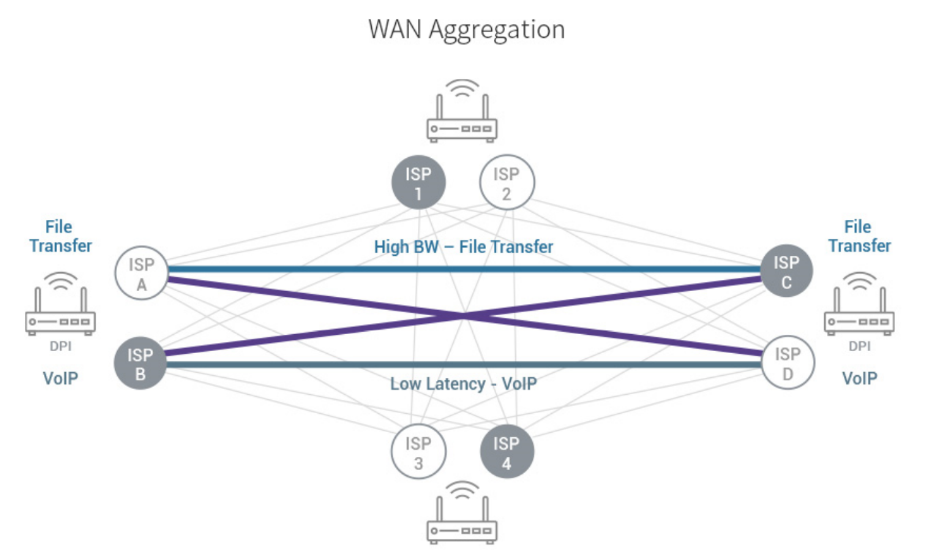 WAN Aggregation
ISP
1
ISP
2
File
Transfer
High BW – File Transfer
File
Transfer
ISP
A
ISP
C
DPI
DPI
ISP
B
ISP
D
VoIP
VoIP
Low Latency - VoIP
ISP
3
ISP
4